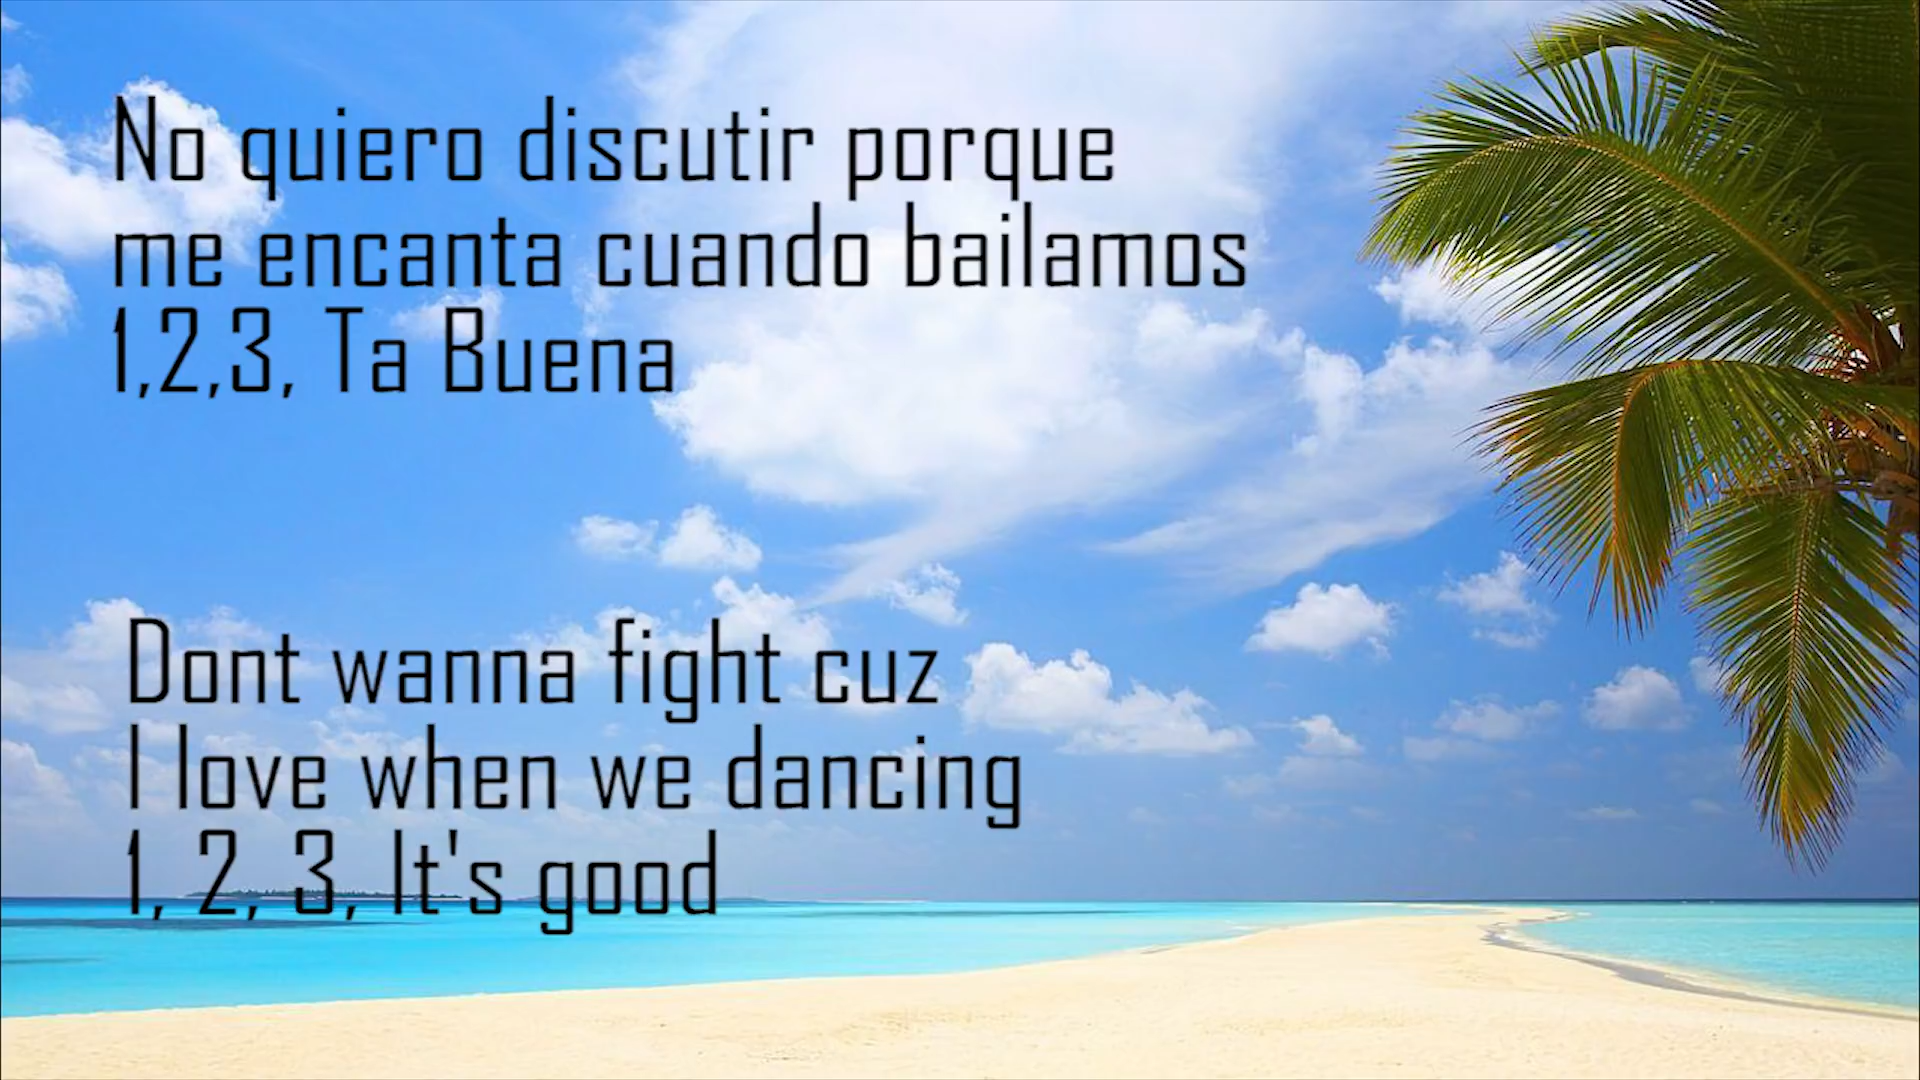 No quiero discutir porque
me encanta cuando bailamos
1,2,3, Ta Buena
Dont wanna fight cuz
I love when we dancing
1, 2, 3, It's good